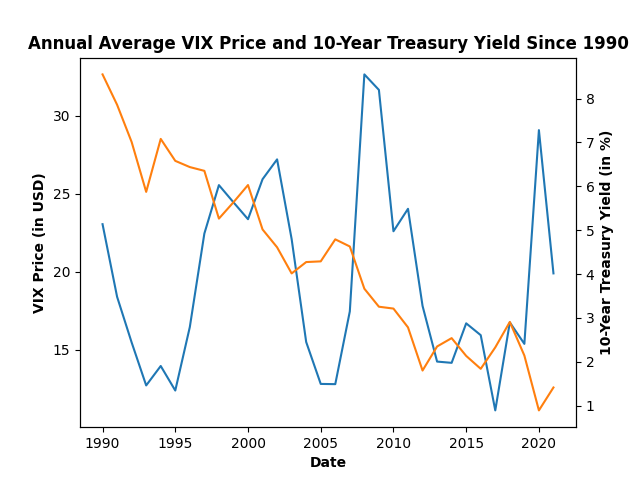 Annual Average VIX Price and 10-Year Treasury Yield Since 1990
VIX Price (in USD)
30
25
20
15
10-Year Treasury Yield (in %)
8
7
6
5
4
3
2
1
1990 1995 2000 2005 2010 2015 2020
Date